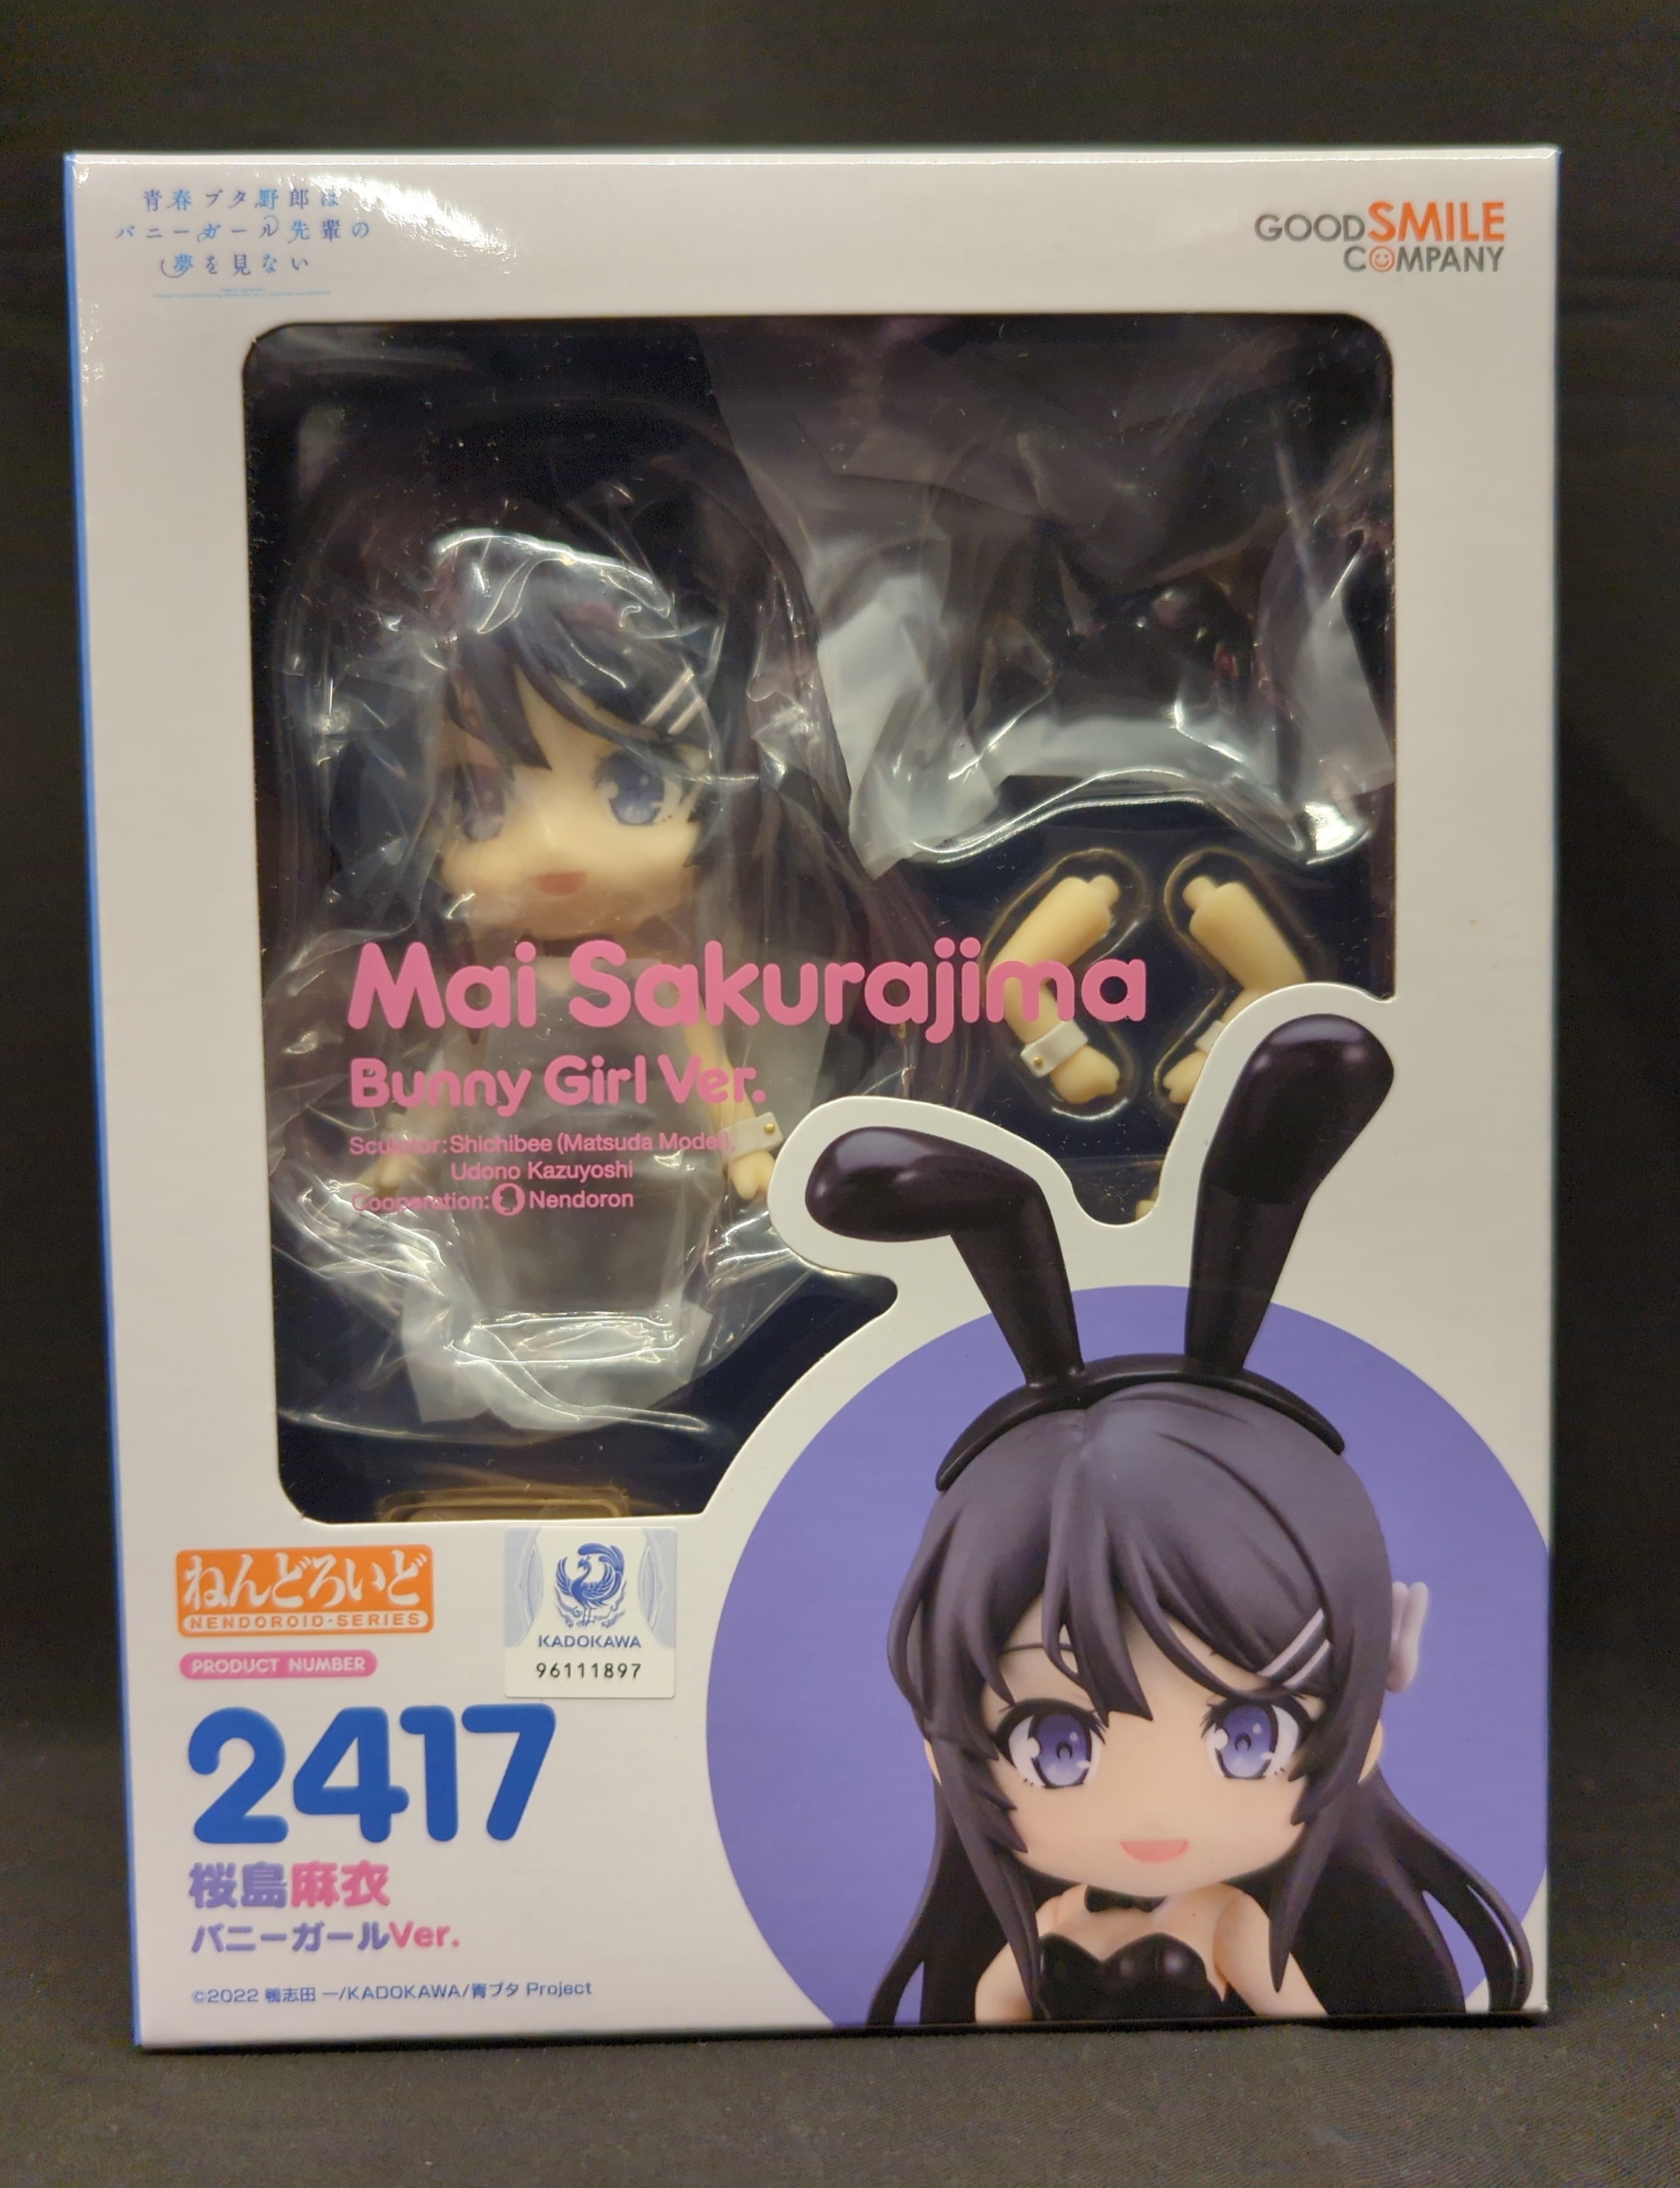 青春ブタ野郎は
バニーガール先輩の
夢を見ない
GOOD SMILE
COMPANY
Mai Sakurajima
Bunny Girl Ver.
Sculptor: Shichibee (Matsuda Model),
Udono Kazuyoshi
Cooperation: Nendoron
ねんどろいど
NENDOROID・SERIES
PRODUCT NUMBER
KADOKAWA
96111897
2417
桜島麻衣
バニーガールVer.
©2022 鴨志田 一/KADOKAWA/青ブタ Project